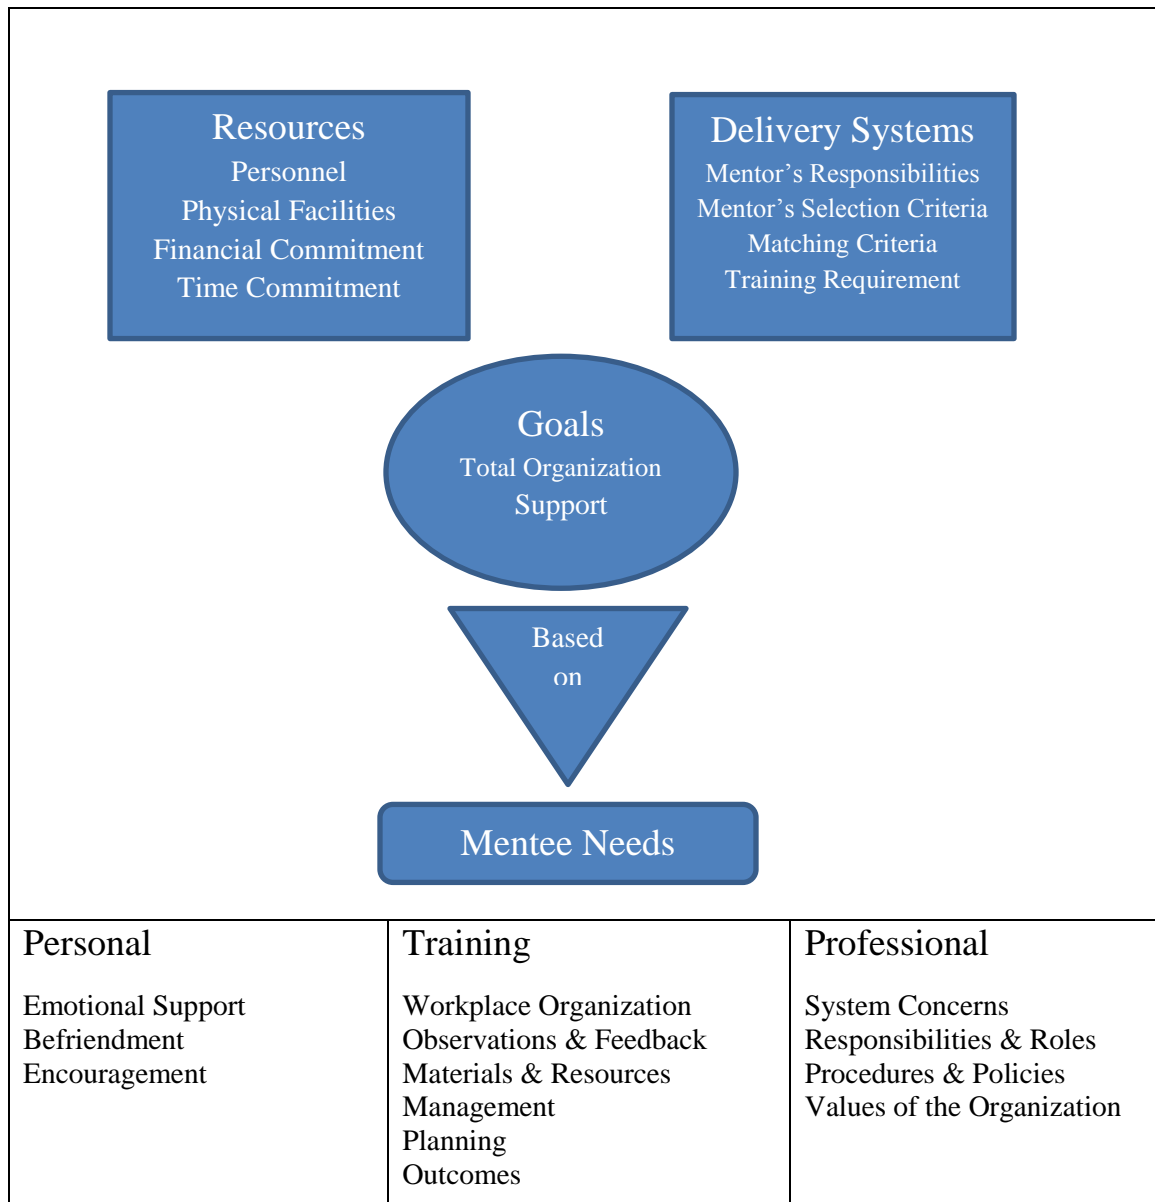 Resources
Personnel
Physical Facilities
Financial Commitment
Time Commitment
Delivery Systems
Mentor’s Responsibilities
Mentor’s Selection Criteria
Matching Criteria
Training Requirement
Goals
Total Organization
Support
Based
on
Mentee Needs
Personal
Emotional Support
Befriendment
Encouragement
Training
Workplace Organization
Observations & Feedback
Materials & Resources
Management
Planning
Outcomes
Professional
System Concerns
Responsibilities & Roles
Procedures & Policies
Values of the Organization